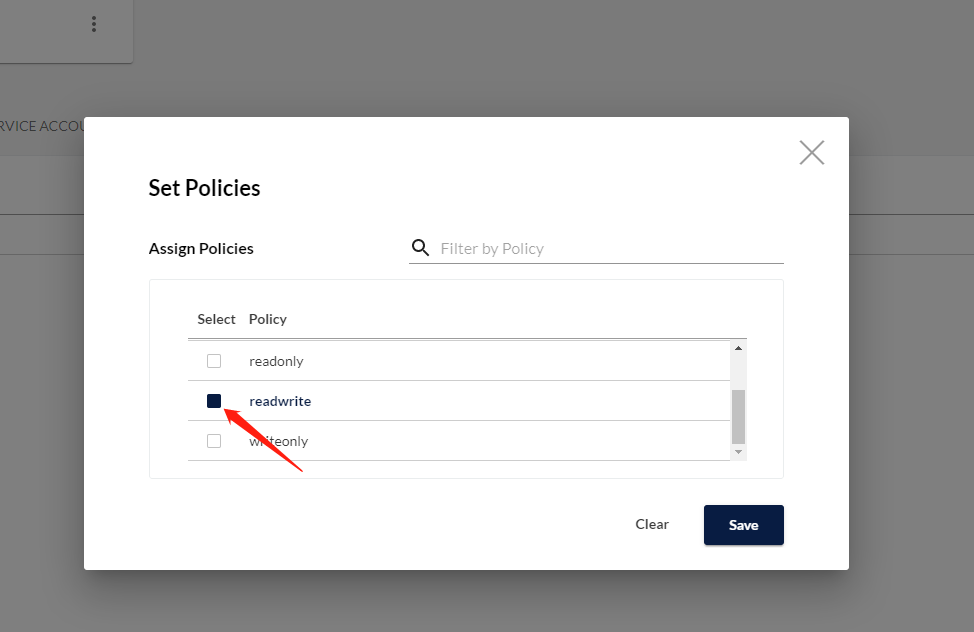 RVICE ACCOU
Set Policies
Assign Policies
Filter by Policy
Select Policy
readonly
readwrite
writeonly
Clear
Save